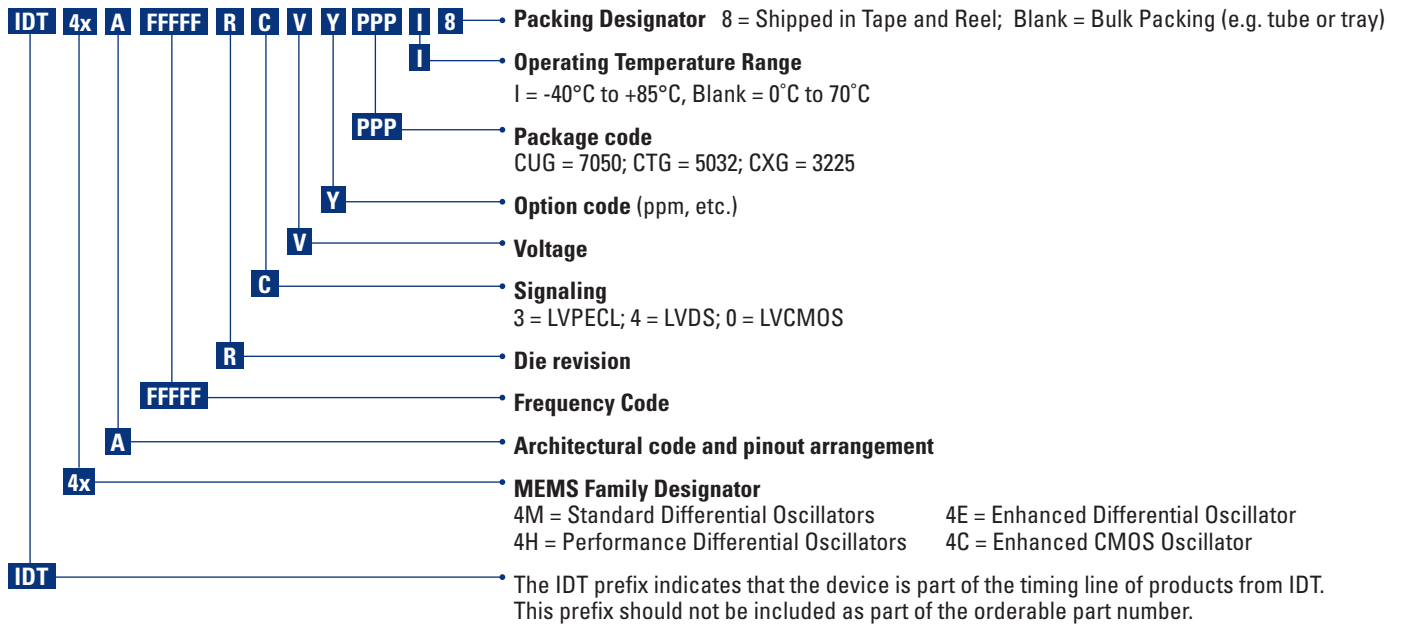 IDT 4x A FFFFF R C V Y PPP I 8 Packing Designator 8 = Shipped in Tape and Reel; Blank = Bulk Packing (e.g. tube or tray)
I Operating Temperature Range
I = -40°C to +85°C, Blank = 0˚C to 70˚C
PPP Package code
CUG = 7050; CTG = 5032; CXG = 3225
Y Option code (ppm, etc.)
V Voltage
C Signaling
3 = LVPECL; 4 = LVDS; 0 = LVCMOS
R Die revision
FFFFF Frequency Code
A Architectural code and pinout arrangement
4x MEMS Family Designator
4M = Standard Differential Oscillators 4E = Enhanced Differential Oscillator
4H = Performance Differential Oscillators 4C = Enhanced CMOS Oscillator
IDT The IDT prefix indicates that the device is part of the timing line of products from IDT.
This prefix should not be included as part of the orderable part number.